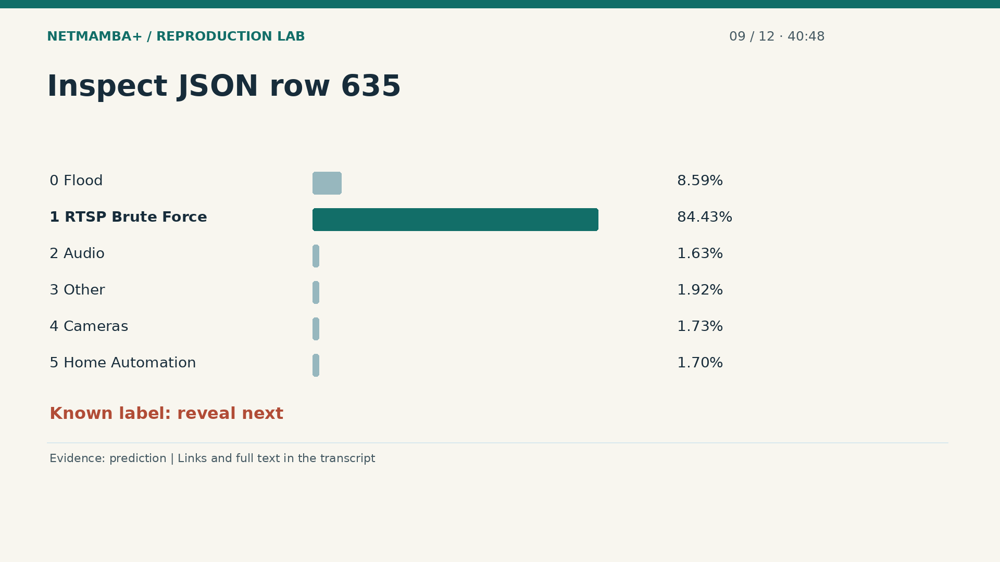 NETMAMBA+ / REPRODUCTION LAB
09 / 12 · 40:48
Inspect JSON row 635
0 Flood 8.59%
1 RTSP Brute Force 84.43%
2 Audio 1.63%
3 Other 1.92%
4 Cameras 1.73%
5 Home Automation 1.70%
Known label: reveal next
Evidence: prediction | Links and full text in the transcript